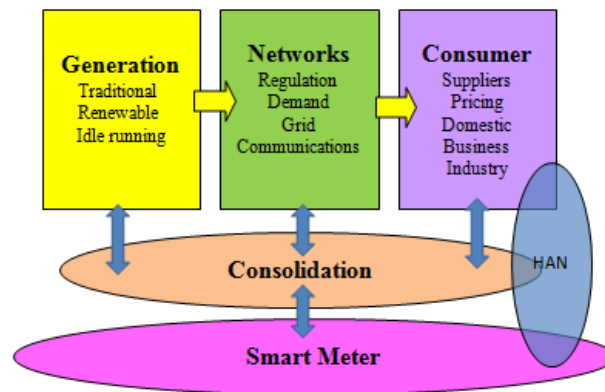 Generation
Traditional
Renewable
Idle running
Networks
Regulation
Demand
Grid
Communications
Consumer
Suppliers
Pricing
Domestic
Business
Industry
HAN
Consolidation
Smart Meter